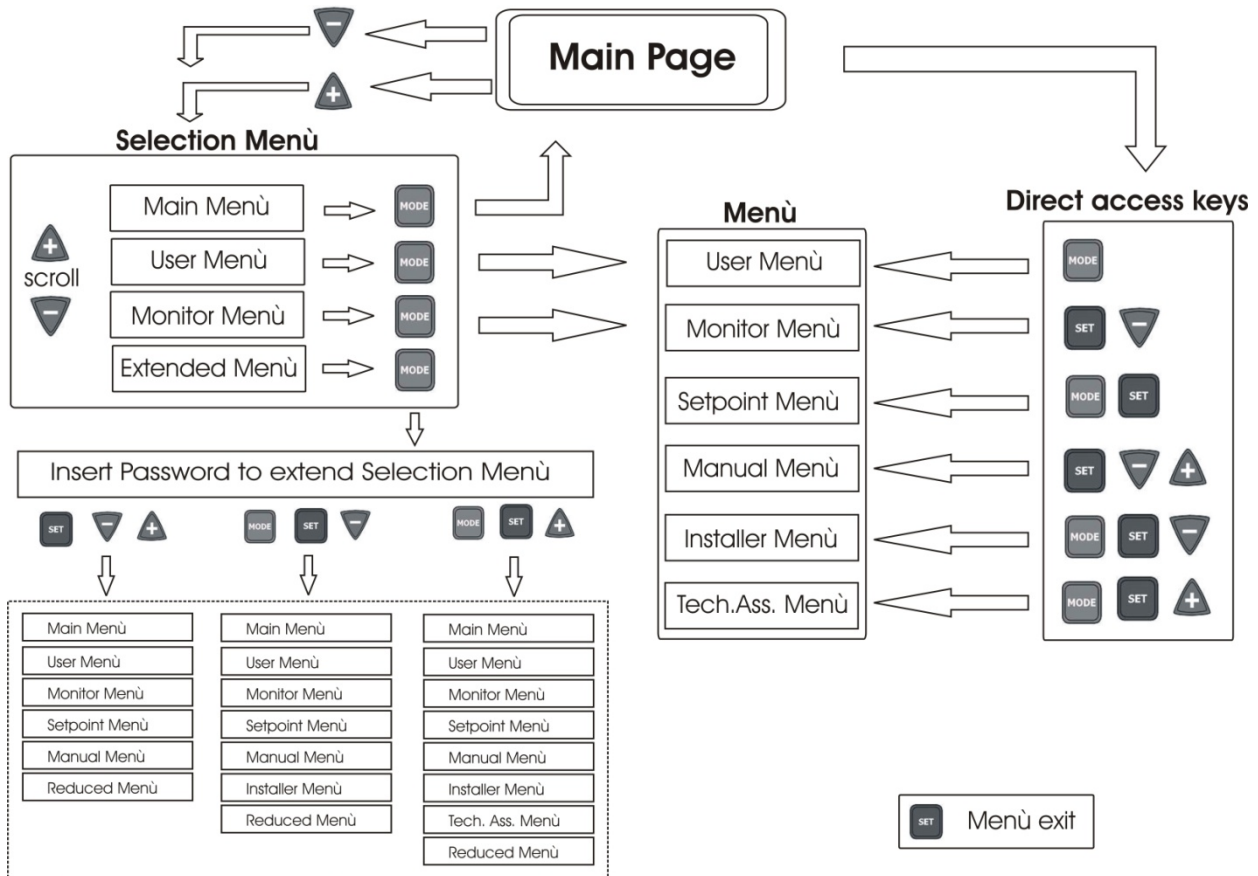 Main Page
Selection Menù
scroll
Main Menù
MODE
User Menù
MODE
Monitor Menù
MODE
Extended Menù
MODE
Insert Password to extend Selection Menù
SET
MODE SET
MODE SET
Main Menù
User Menù
Monitor Menù
Setpoint Menù
Manual Menù
Reduced Menù
Main Menù
User Menù
Monitor Menù
Setpoint Menù
Manual Menù
Installer Menù
Reduced Menù
Main Menù
User Menù
Monitor Menù
Setpoint Menù
Manual Menù
Installer Menù
Tech. Ass. Menù
Reduced Menù
Menù
User Menù
Monitor Menù
Setpoint Menù
Manual Menù
Installer Menù
Tech.Ass. Menù
Direct access keys
MODE
SET
MODE SET
SET
MODE SET
MODE SET
SET Menù exit